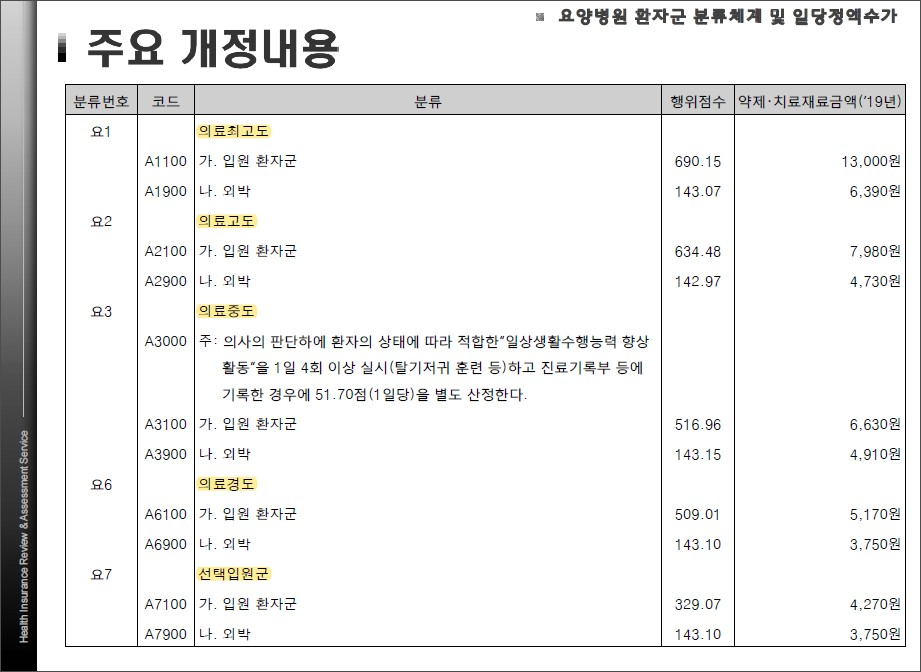 요양병원 환자군 분류체계 및 일당정액수가
주요 개정내용
분류번호 코드 분류 행위점수 약제·치료재료금액('19년)
요1 의료최고도
A1100 가. 입원 환자군 690.15 13,000원
A1900 나. 외박 143.07 6,390원
요2 의료고도
A2100 가. 입원 환자군 634.48 7,980원
A2900 나. 외박 142.97 4,730원
요3 의료중도
A3000 주: 의사의 판단하에 환자의 상태에 따라 적합한"일상생활수행능력 향상
활동"을 1일 4회 이상 실시(탈기저귀 훈련 등)하고 진료기록부 등에
기록한 경우에 51.70점(1일당)을 별도 산정한다.
A3100 가. 입원 환자군 516.96 6,630원
A3900 나. 외박 143.15 4,910원
요6 의료경도
A6100 가. 입원 환자군 509.01 5,170원
A6900 나. 외박 143.10 3,750원
요7 선택입원군
A7100 가. 입원 환자군 329.07 4,270원
A7900 나. 외박 143.10 3,750원
Health Insurance Review & Assessment Service